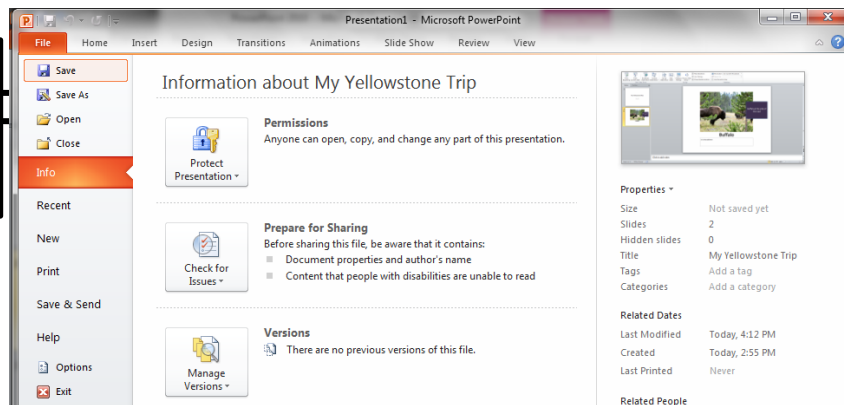 Presentation1 - Microsoft PowerPoint
File Home Insert Design Transitions Animations Slide Show Review View
Save
Save As
Open
Close
Info
Recent
New
Print
Save & Send
Help
Options
Exit
Information about My Yellowstone Trip
Protect
Presentation
Permissions
Anyone can open, copy, and change any part of this presentation.
Check for
Issues
Prepare for Sharing
Before sharing this file, be aware that it contains:
Document properties and author's name
Content that people with disabilities are unable to read
Manage
Versions
Versions
There are no previous versions of this file.
Buffalo
Properties
Size Not saved yet
Slides 2
Hidden slides 0
Title My Yellowstone Trip
Tags Add a tag
Categories Add a category
Related Dates
Last Modified Today, 4:12 PM
Created Today, 2:55 PM
Last Printed Never
Related People